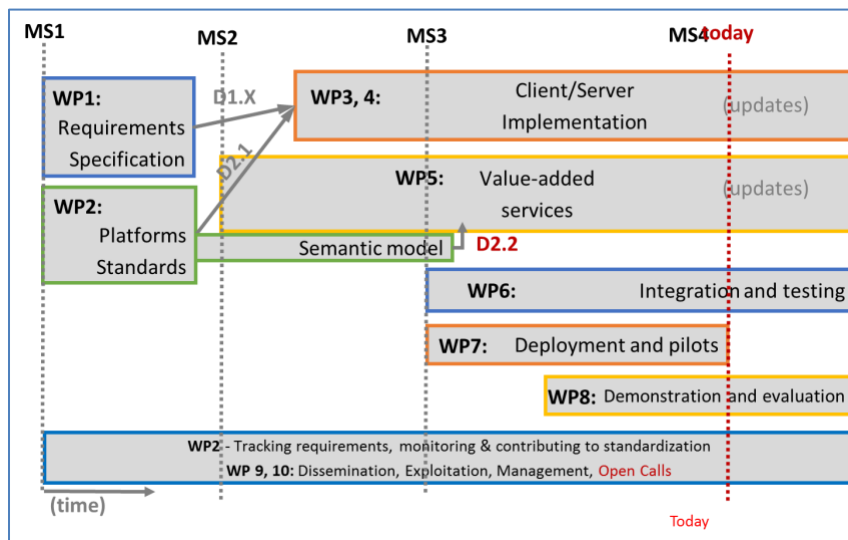 MS1
MS2
MS3
MS4
today
WP1:
Requirements
Specification
D1.X
WP3, 4:
Client/Server
Implementation
(updates)
D2.1
WP5:
Value-added
services
(updates)
WP2:
Platforms
Standards
Semantic model
D2.2
WP6:
Integration and testing
WP7:
Deployment and pilots
WP8: Demonstration and evaluation
WP2 - Tracking requirements, monitoring & contributing to standardization
WP 9, 10: Dissemination, Exploitation, Management, Open Calls
(time)
Today